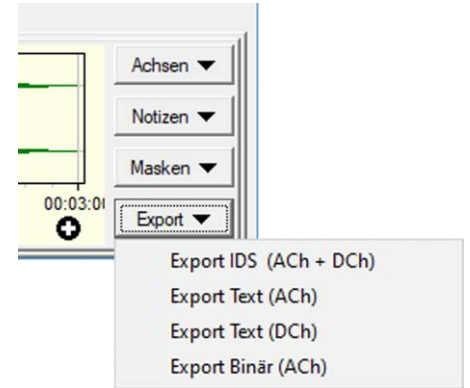 Achsen
Notizen
Masken
00:03:00
Export
Export IDS (ACh + DCh)
Export Text (ACh)
Export Text (DCh)
Export Binär (ACh)